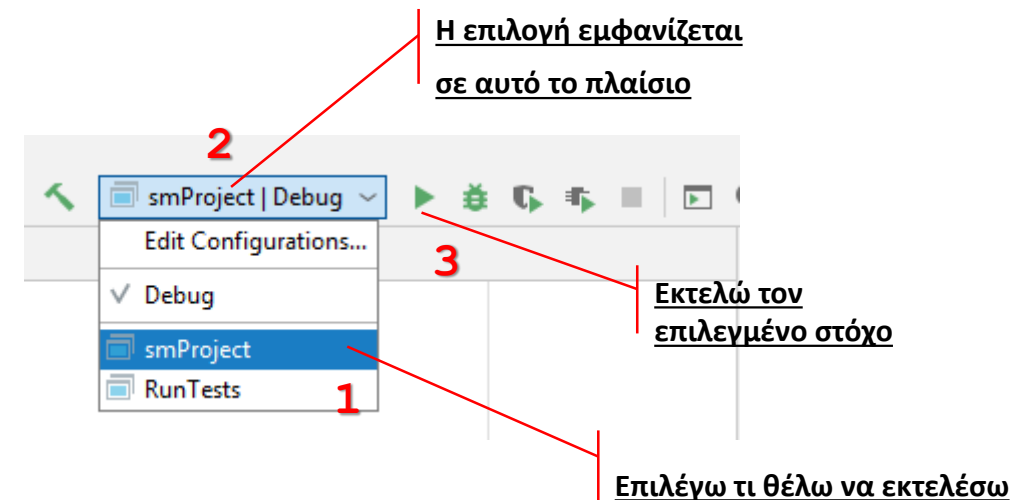 Η επιλογή εμφανίζεται
σε αυτό το πλαίσιο
2
smProject | Debug
Edit Configurations...
3
Debug
Εκτελώ τον
επιλεγμένο στόχο
smProject
RunTests
1
Επιλέγω τι θέλω να εκτελέσω